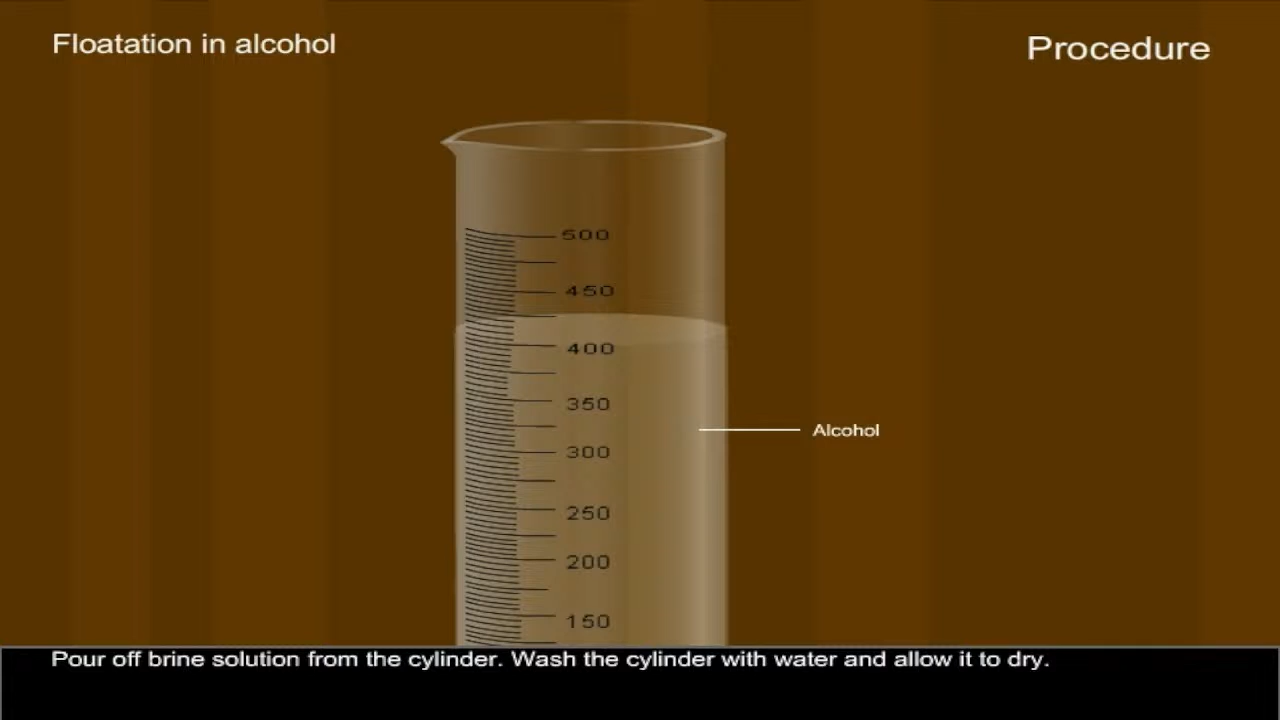 Floatation in alcohol
Procedure
500
450
400
350
Alcohol
300
250
200
150
Pour off brine solution from the cylinder. Wash the cylinder with water and allow it to dry.